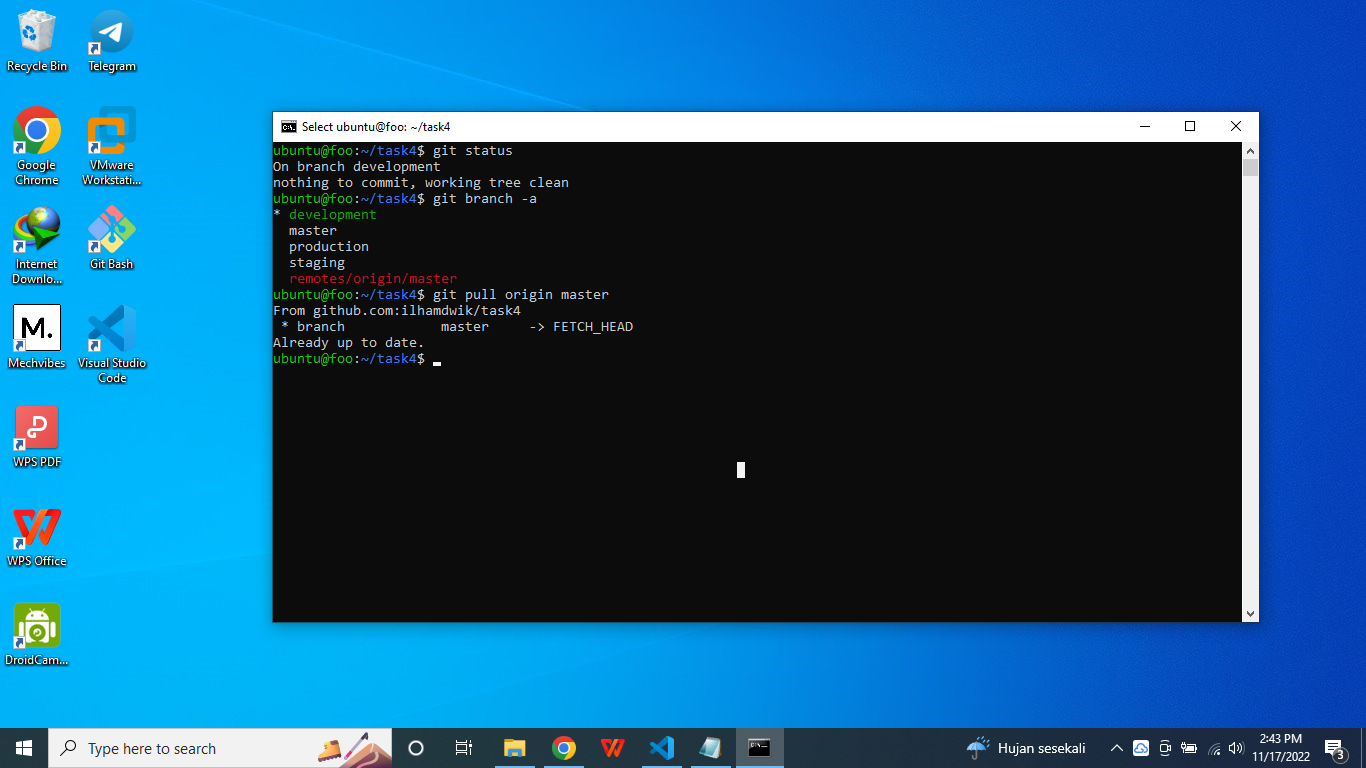 Recycle Bin
Telegram
Google
Chrome
VMware
Workstati...
Internet
Downlo...
Git Bash
M.
Mechvibes
Visual Studio
Code
WPS PDF
WPS Office
DroidCam...
Select ubuntu@foo: ~/task4
ubuntu@foo:~/task4$ git status
On branch development
nothing to commit, working tree clean
ubuntu@foo:~/task4$ git branch -a
* development
  master
  production
  staging
  remotes/origin/master
ubuntu@foo:~/task4$ git pull origin master
From github.com:ilhamdwik/task4
 * branch            master     -> FETCH_HEAD
Already up to date.
ubuntu@foo:~/task4$
Type here to search
Hujan sesekali
2:43 PM
11/17/2022
3